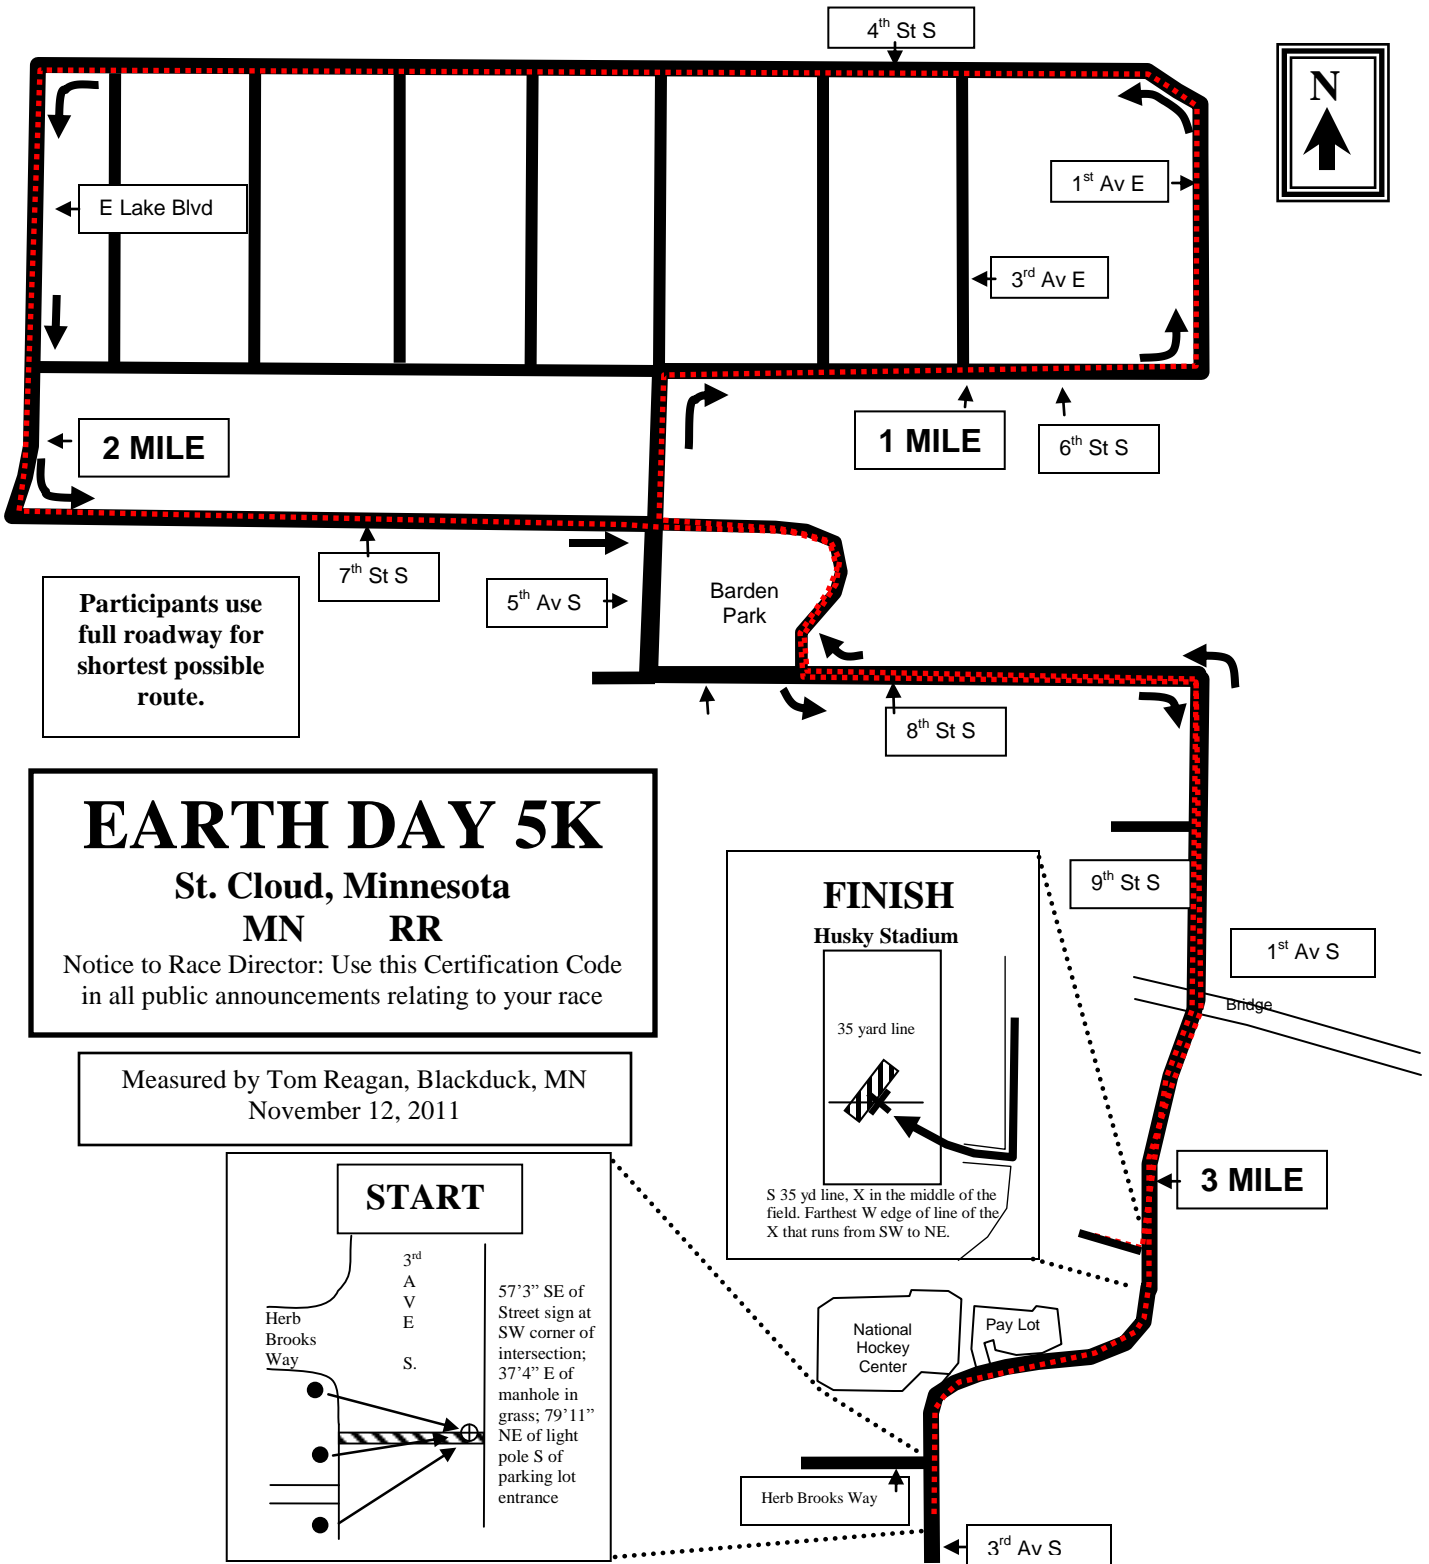 4th St S
N
1st Av E
E Lake Blvd
3rd Av E
2 MILE
1 MILE
6th St S
7th St S
5th Av S
Barden
Park
Participants use
full roadway for
shortest possible
route.
8th St S
EARTH DAY 5K
St. Cloud, Minnesota
MN RR
Notice to Race Director: Use this Certification Code
in all public announcements relating to your race
9th St S
1st Av S
Bridge
FINISH
Husky Stadium
35 yard line
S 35 yd line, X in the middle of the
field. Farthest W edge of line of the
X that runs from SW to NE.
Measured by Tom Reagan, Blackduck, MN
November 12, 2011
3 MILE
START
3rd
A
V
E
S.
Herb
Brooks
Way
57’3” SE of
Street sign at
SW corner of
intersection;
37’4” E of
manhole in
grass; 79’11”
NE of light
pole S of
parking lot
entrance
National
Hockey
Center
Pay Lot
Herb Brooks Way
3rd Av S